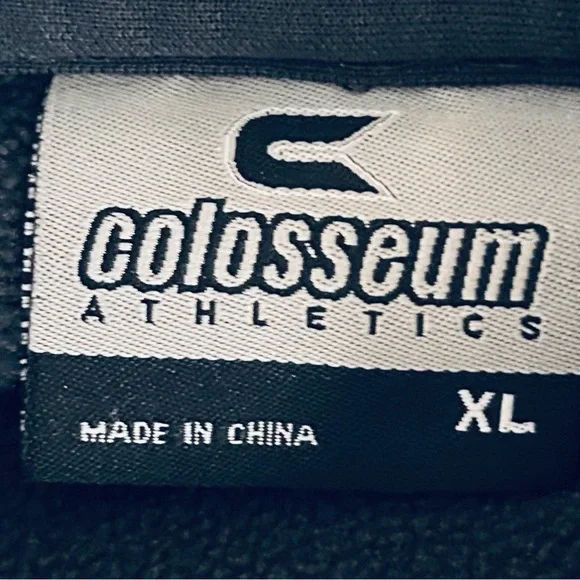 colosseum
ATHLETICS
XL
MADE IN CHINA